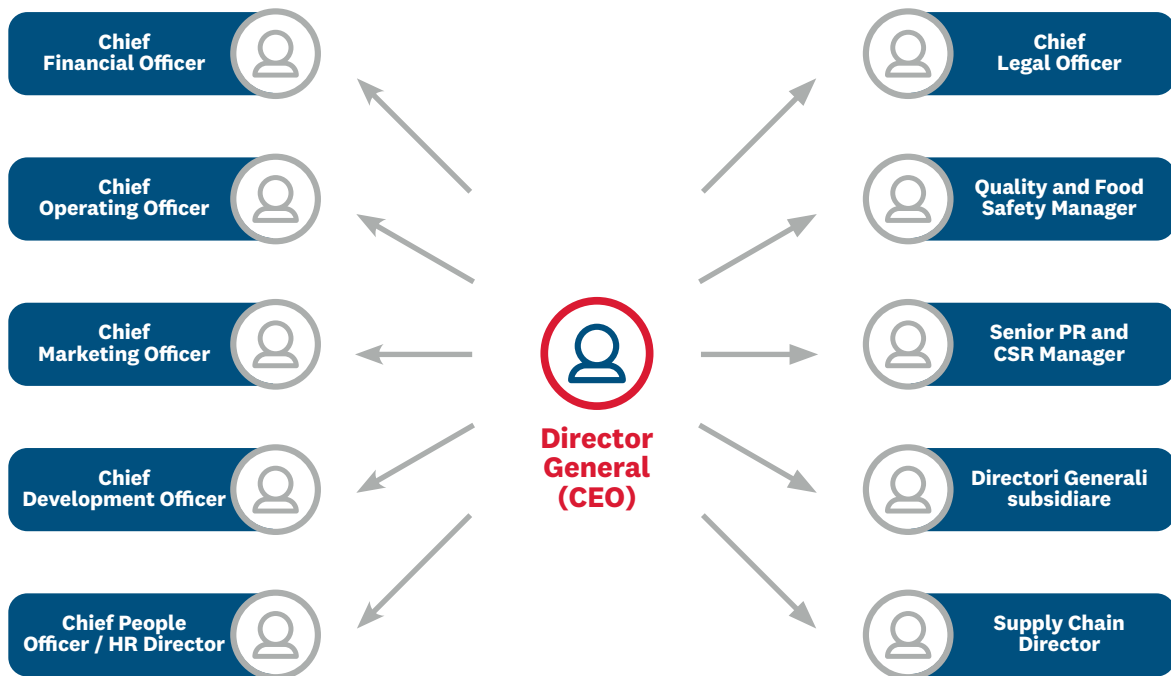 Chief
Financial Officer
Chief
Operating Officer
Chief
Marketing Officer
Chief
Development Officer
Chief People
Officer / HR Director
Director
General
(CEO)
Chief
Legal Officer
Quality and Food
Safety Manager
Senior PR and
CSR Manager
Directori Generali
subsidiare
Supply Chain
Director